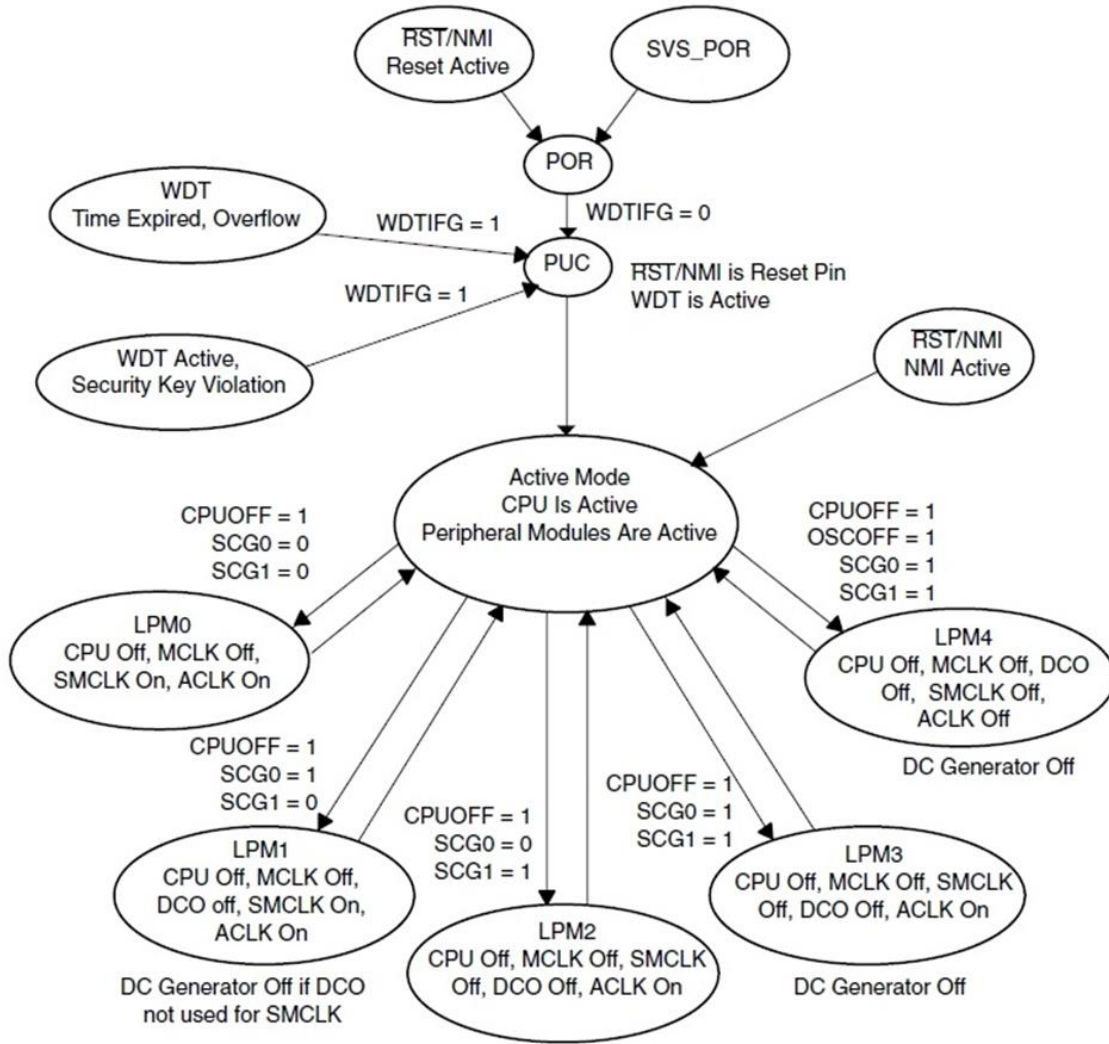 RST/NMI
Reset Active
SVS_POR
POR
WDT
Time Expired, Overflow
WDTIFG = 0
WDTIFG = 1
PUC
RST/NMI is Reset Pin
WDT is Active
WDTIFG = 1
WDT Active,
Security Key Violation
RST/NMI
NMI Active
Active Mode
CPU Is Active
Peripheral Modules Are Active
CPUOFF = 1
SCG0 = 0
SCG1 = 0
CPUOFF = 1
OSCOFF = 1
SCG0 = 1
SCG1 = 1
LPM0
CPU Off, MCLK Off,
SMCLK On, ACLK On
LPM4
CPU Off, MCLK Off, DCO
Off, SMCLK Off,
ACLK Off
DC Generator Off
CPUOFF = 1
SCG0 = 1
SCG1 = 0
CPUOFF = 1
SCG0 = 0
SCG1 = 1
CPUOFF = 1
SCG0 = 1
SCG1 = 1
LPM1
CPU Off, MCLK Off,
DCO off, SMCLK On,
ACLK On
DC Generator Off if DCO
not used for SMCLK
LPM2
CPU Off, MCLK Off, SMCLK
Off, DCO Off, ACLK On
LPM3
CPU Off, MCLK Off, SMCLK
Off, DCO Off, ACLK On
DC Generator Off